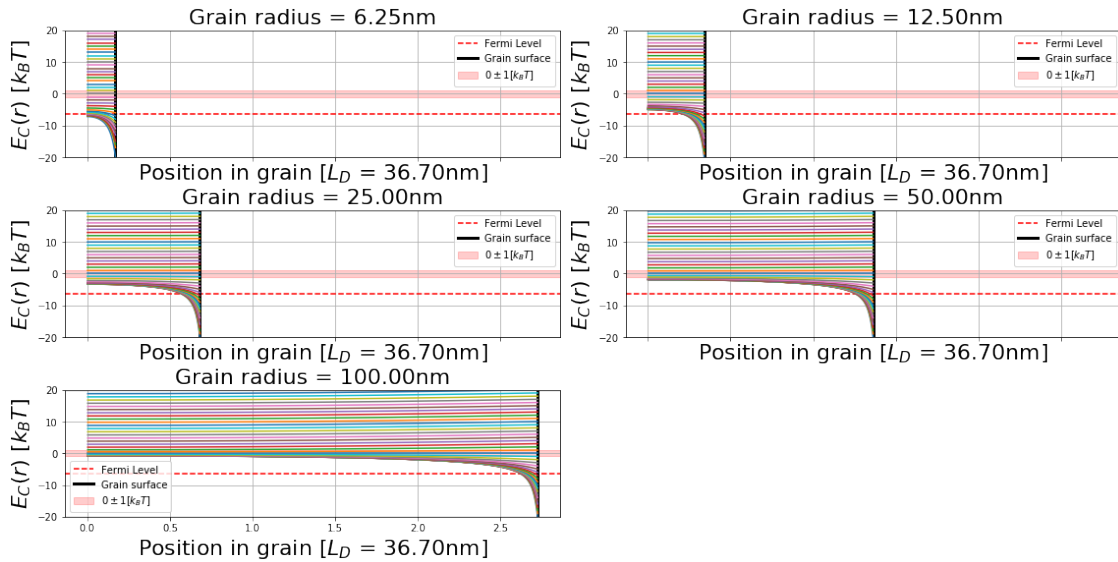 Grain radius = 6.25nm
E_C(r) [k_BT]
20
10
0
−10
−20
Fermi Level
Grain surface
0 ± 1[k_BT]
Position in grain [L_D = 36.70nm]
Grain radius = 12.50nm
E_C(r) [k_BT]
20
10
0
−10
−20
Fermi Level
Grain surface
0 ± 1[k_BT]
Position in grain [L_D = 36.70nm]
Grain radius = 25.00nm
E_C(r) [k_BT]
20
10
0
−10
−20
Fermi Level
Grain surface
0 ± 1[k_BT]
Position in grain [L_D = 36.70nm]
Grain radius = 50.00nm
E_C(r) [k_BT]
20
10
0
−10
−20
Fermi Level
Grain surface
0 ± 1[k_BT]
Position in grain [L_D = 36.70nm]
Grain radius = 100.00nm
E_C(r) [k_BT]
20
10
0
−10
−20
Fermi Level
Grain surface
0 ± 1[k_BT]
0.0 0.5 1.0 1.5 2.0 2.5
Position in grain [L_D = 36.70nm]